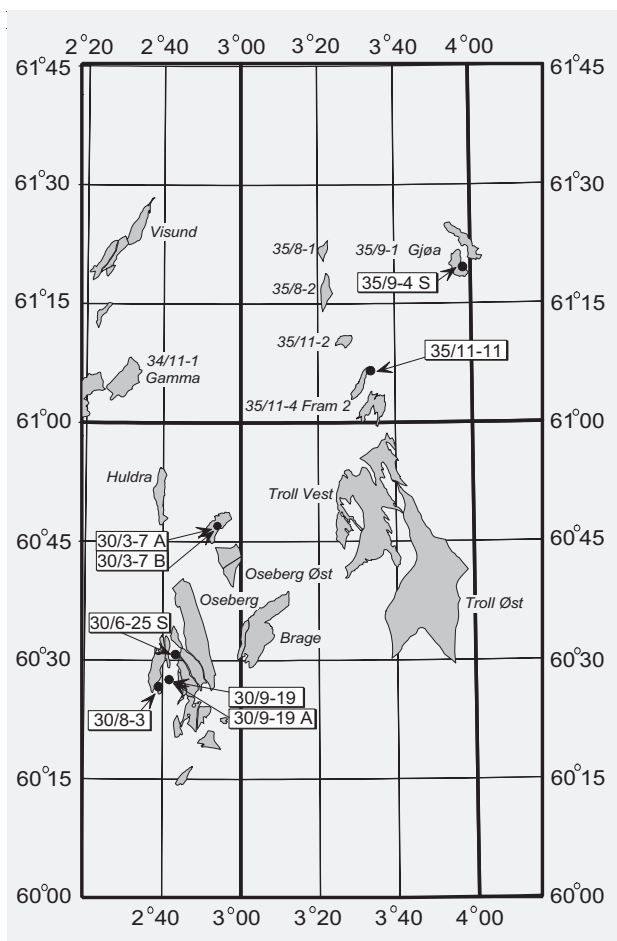 2°20 2°40 3°00 3°20 3°40 4°00
61°45 61°45
61°30 61°30
Visund
35/8-1 35/9-1 Gjøa
35/9-4 S
35/8-2
61°15 61°15
35/11-2
35/11-11
34/11-1
Gamma
35/11-4 Fram 2
61°00 61°00
Huldra
Troll Vest
30/3-7 A
60°45 60°45
30/3-7 B
Oseberg Øst
Oseberg
Troll Øst
30/6-25 S
Brage
60°30 60°30
30/9-19
30/8-3
30/9-19 A
60°15 60°15
60°00 60°00
2°40 3°00 3°20 3°40 4°00